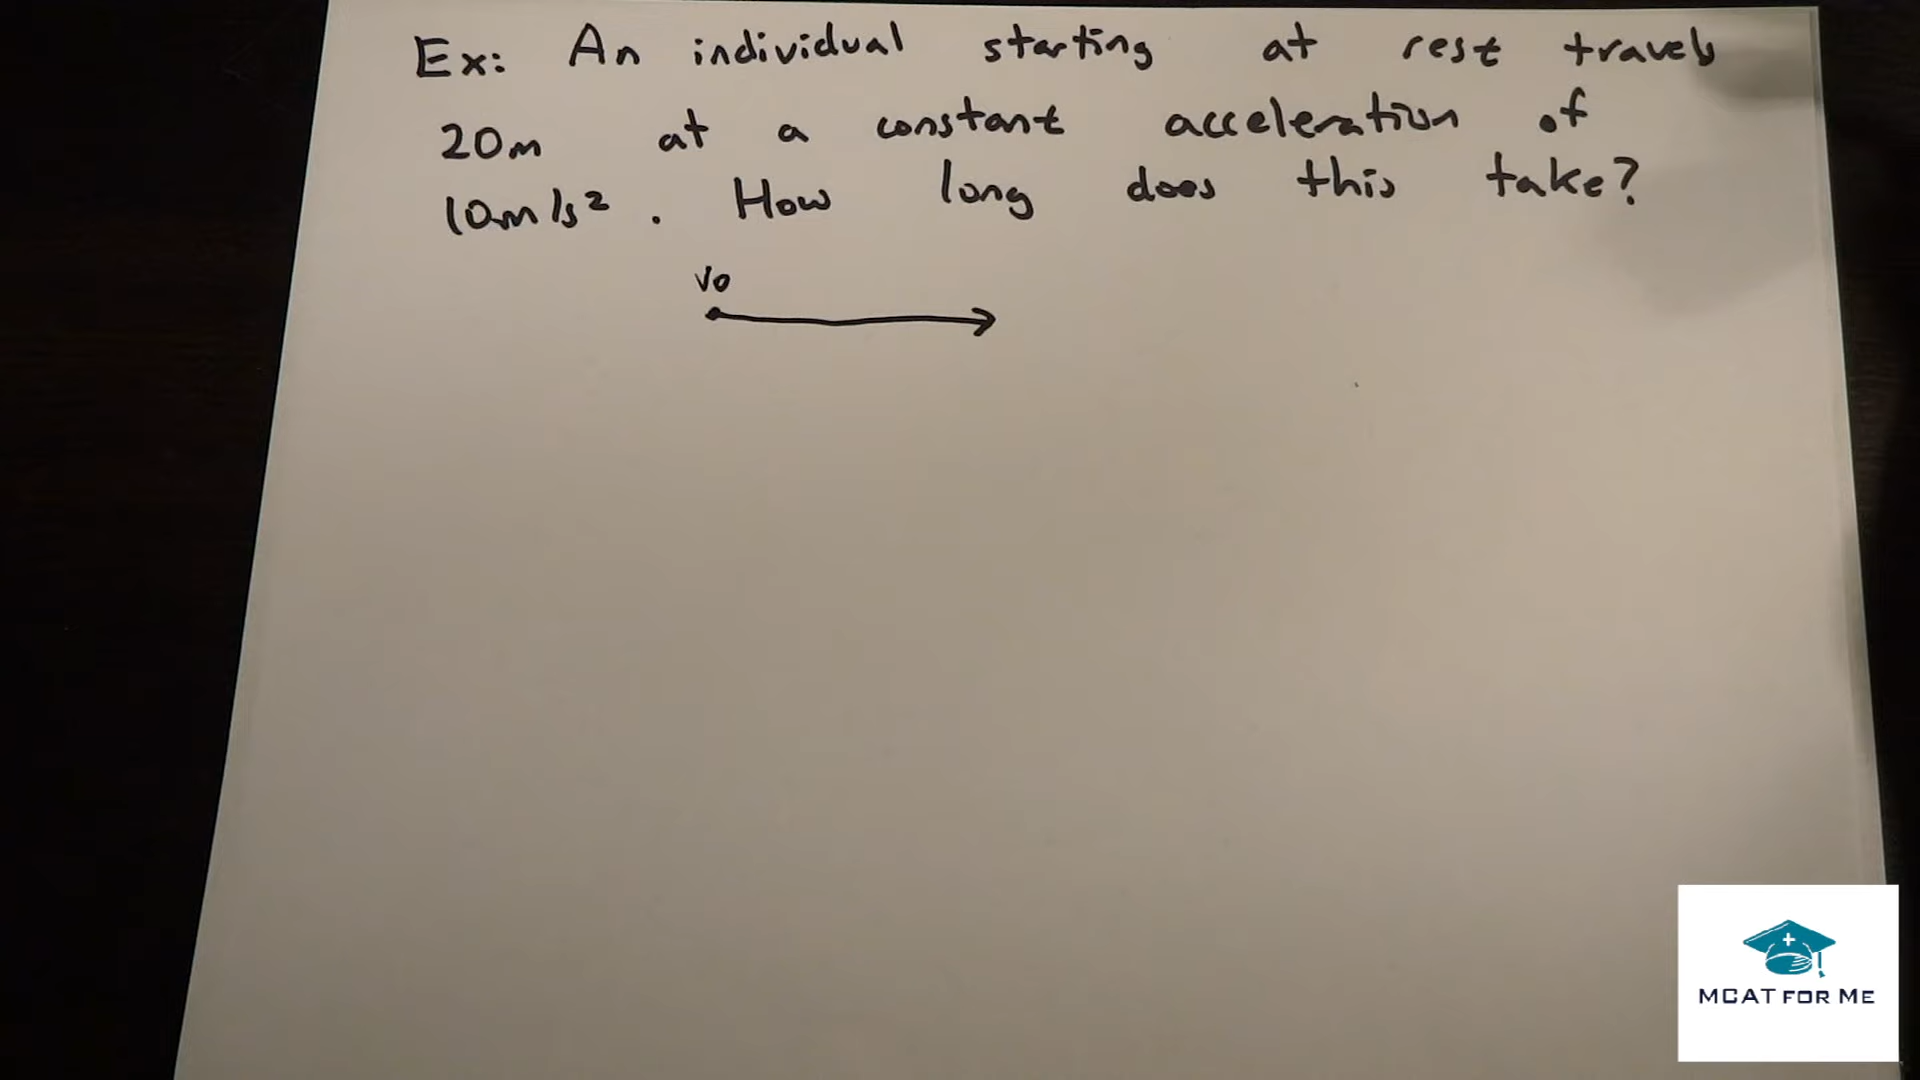 Ex: An individual starting at rest travels
20m at a constant acceleration of
10m/s² . How long does this take?
Vo
MCAT FOR ME